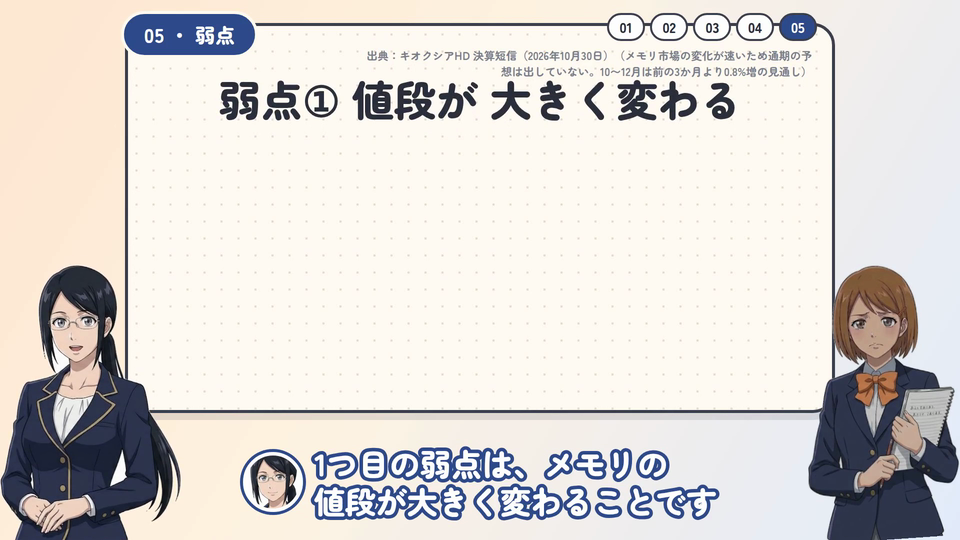 05 ・ 弱点
01 02 03 04 05
出典：キオクシアHD 決算短信（2026年10月30日）（メモリ市場の変化が速いため通期の予
想は出していない。10〜12月は前の3か月より0.8%増の見通し）
弱点① 値段が 大きく変わる
1つ目の弱点は、メモリの
値段が大きく変わることです